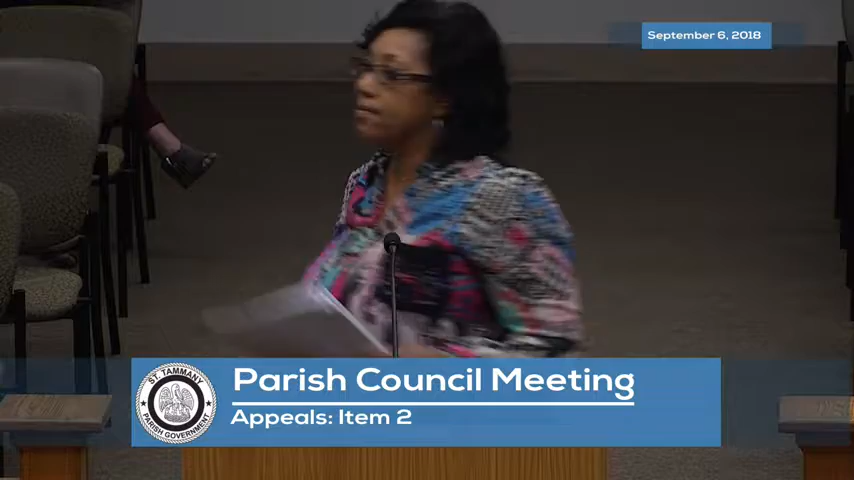 September 6, 2018
Parish Council Meeting
Appeals: Item 2
ST. TAMMANY
PARISH GOVERNMENT